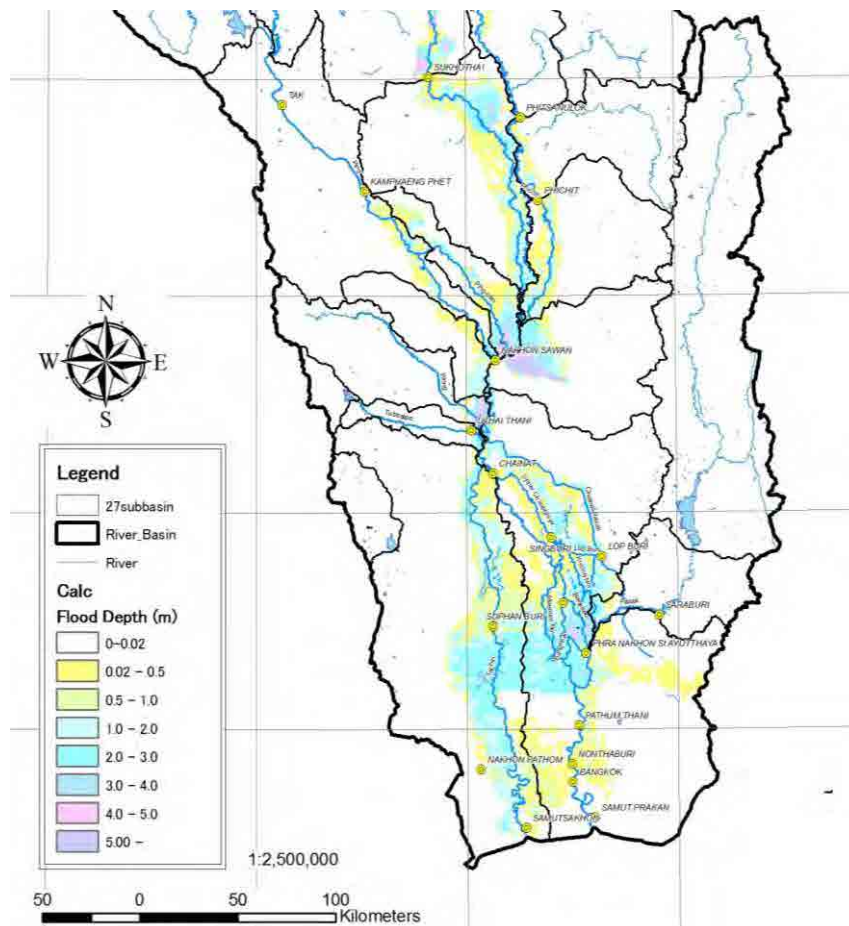 SUKHOTHAI
TAK
PHITSANULOK
KAMPHAENG PHET
PHICHIT
NAKHON SAWAN
N
W E
S
UTHAI THANI
CHAINAT
Legend
27subbasin
River_Basin
River
Calc
Flood Depth (m)
0~0.02
0.02 - 0.5
0.5 - 1.0
1.0 - 2.0
2.0 - 3.0
3.0 - 4.0
4.0 - 5.0
5.00 -
SINGBURI
LOP BURI
Pasak
SARABURI
SUPHAN BURI
PHRA NAKHON SI AYUTTHAYA
PATHUM THANI
NONTHABURI
NAKHON PATHOM
BANGKOK
SAMUT PRAKAN
SAMUTSAKHON
1:2,500,000
50 0 50 100
Kilometers